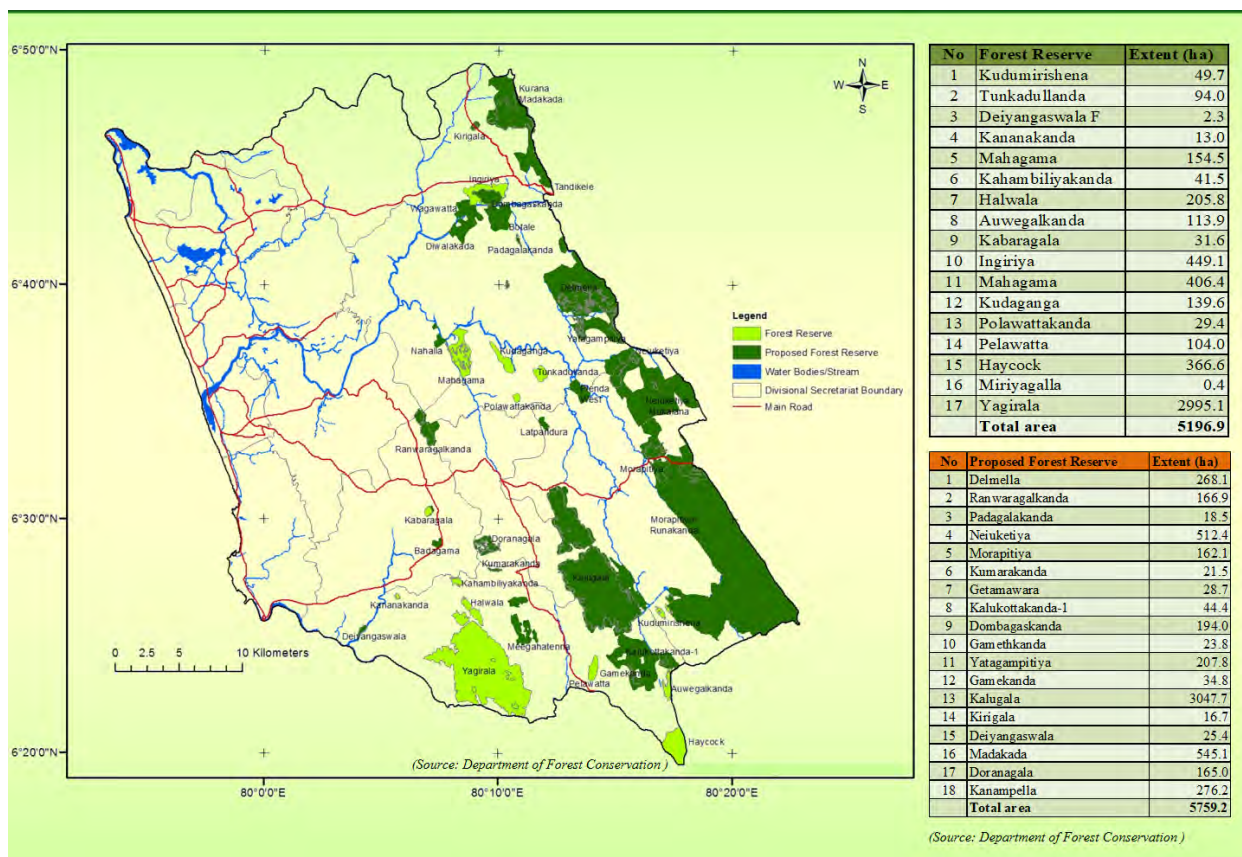 6°50'0"N
6°40'0"N
6°30'0"N
6°20'0"N
80°0'0"E
80°10'0"E
80°20'0"E
N
W E
S
Kurana
Madakada
Kirigala
Tandikele
Ingiriya
Dombagaskanda
Wagawatta
Botale
Diwalakada
Padagalakanda
Delmella
Yatagampitiya
Neiuketiya
Nahalla
Kudaganga
Mahagama
Tunkadullanda
Polawattakanda
Latpandura
Ranwaragalkanda
Morapitiya
Morapitiya
Runakanda
Kabaragala
Badagama
Doranagala
Kumarakanda
Kalugala
Kahambiliyakanda
Kananakanda
Halwala
Kudumirishena
Deiyangaswala
Meegahatenna
Kalukottakanda-1
Yagirala
Gamekanda
Pelawatta
Auwegalkanda
Haycock
Legend
Forest Reserve
Proposed Forest Reserve
Water Bodies/Stream
Divisional Secretariat Boundary
Main Road
0 2.5 5 10 Kilometers
(Source: Department of Forest Conservation )
No Forest Reserve Extent (ha)
1 Kudumirishena 49.7
2 Tunkadullanda 94.0
3 Deiyangaswala F 2.3
4 Kananakanda 13.0
5 Mahagama 154.5
6 Kahambiliyakanda 41.5
7 Halwala 205.8
8 Auwegalkanda 113.9
9 Kabaragala 31.6
10 Ingiriya 449.1
11 Mahagama 406.4
12 Kudaganga 139.6
13 Polawattakanda 29.4
14 Pelawatta 104.0
15 Haycock 366.6
16 Miriyagalla 0.4
17 Yagirala 2995.1
Total area 5196.9
No Proposed Forest Reserve Extent (ha)
1 Delmella 268.1
2 Ranwaragalkanda 166.9
3 Padagalakanda 18.5
4 Neiuketiya 512.4
5 Morapitiya 162.1
6 Kumarakanda 21.5
7 Getamawara 28.7
8 Kalukottakanda-1 44.4
9 Dombagaskanda 194.0
10 Gamethkanda 23.8
11 Yatagampitiya 207.8
12 Gamekanda 34.8
13 Kalugala 3047.7
14 Kirigala 16.7
15 Deiyangaswala 25.4
16 Madakada 545.1
17 Doranagala 165.0
18 Kanampella 276.2
Total area 5759.2
(Source: Department of Forest Conservation )